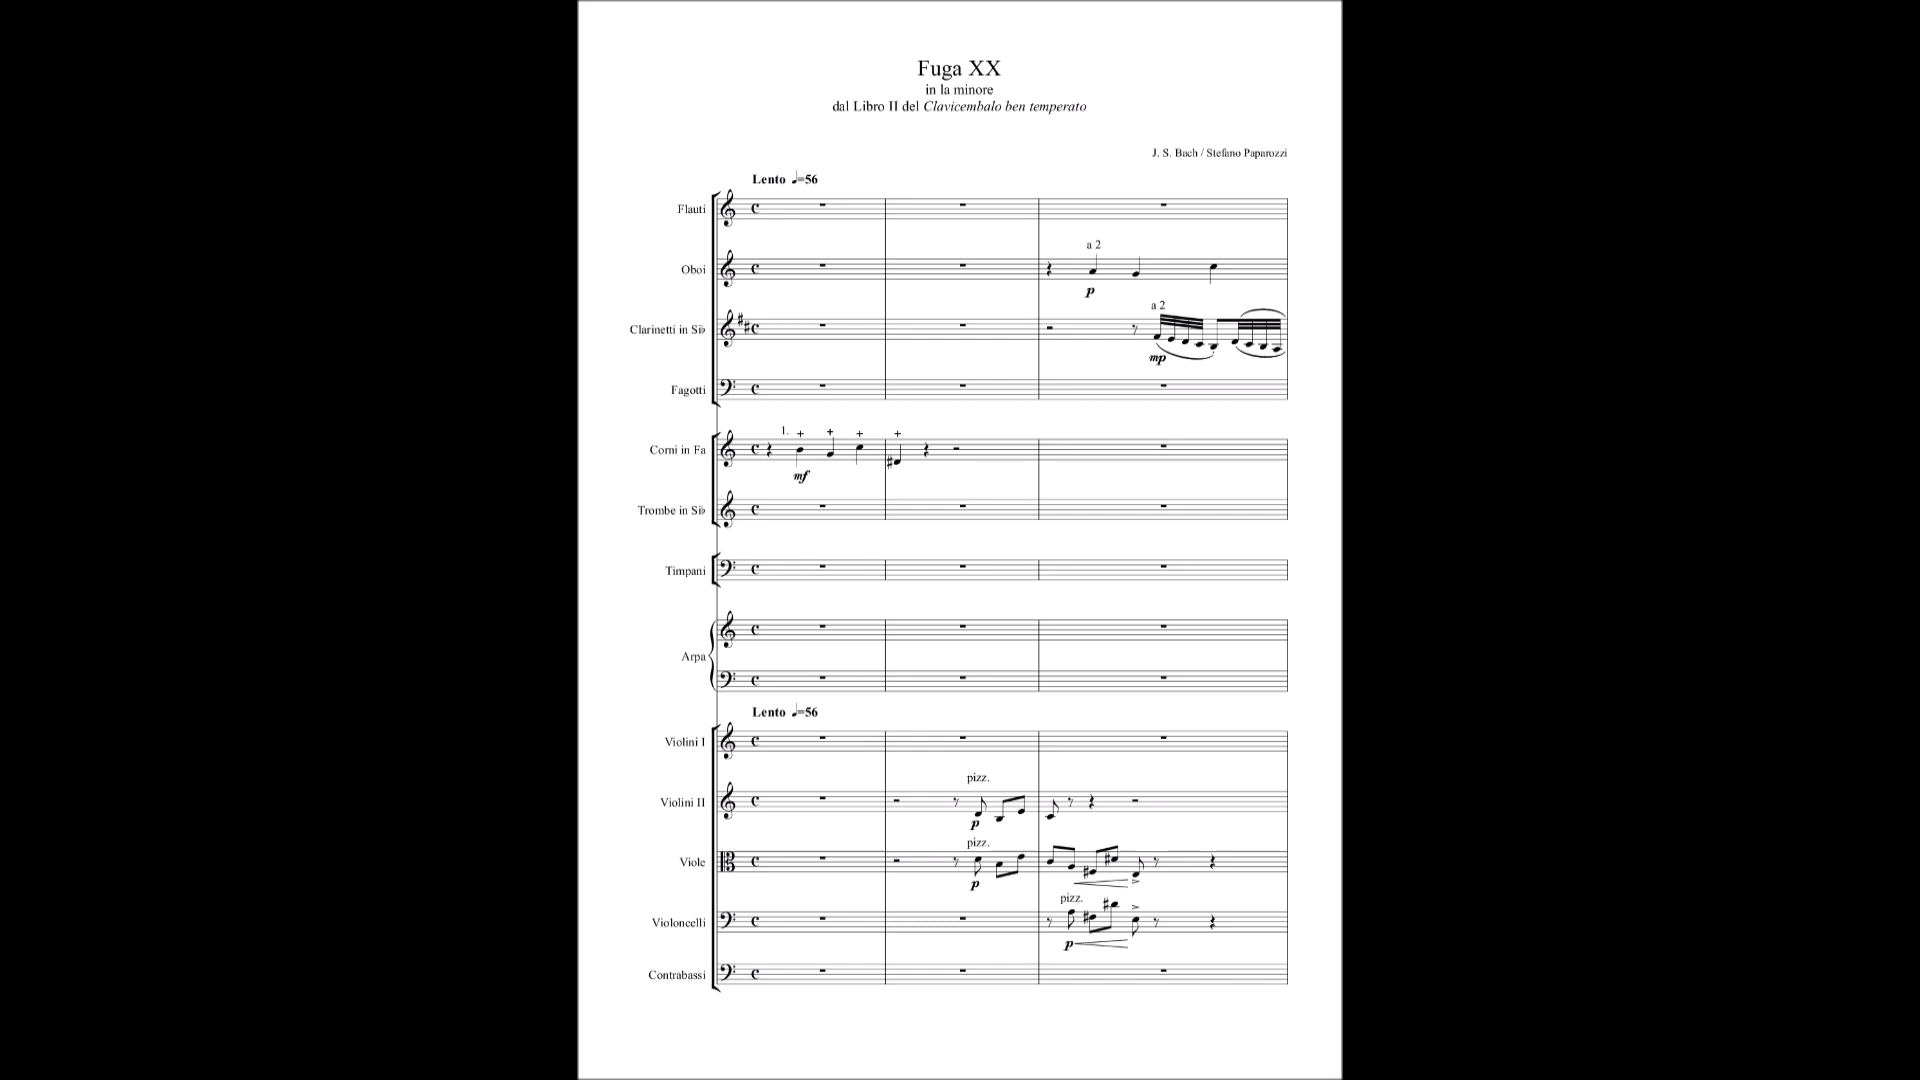 Fuga XX
in la minore
dal Libro II del Clavicembalo ben temperato
J. S. Bach / Stefano Paparozzi
Lento ♩=56
Flauti
a 2
Oboi
p
a 2
Clarinetti in Si♭
mp
Fagotti
1.
Corni in Fa
mf
Trombe in Si♭
Timpani
Arpa
Lento ♩=56
Violini I
pizz.
Violini II
p
pizz.
Viole
p
pizz.
Violoncelli
p
Contrabassi